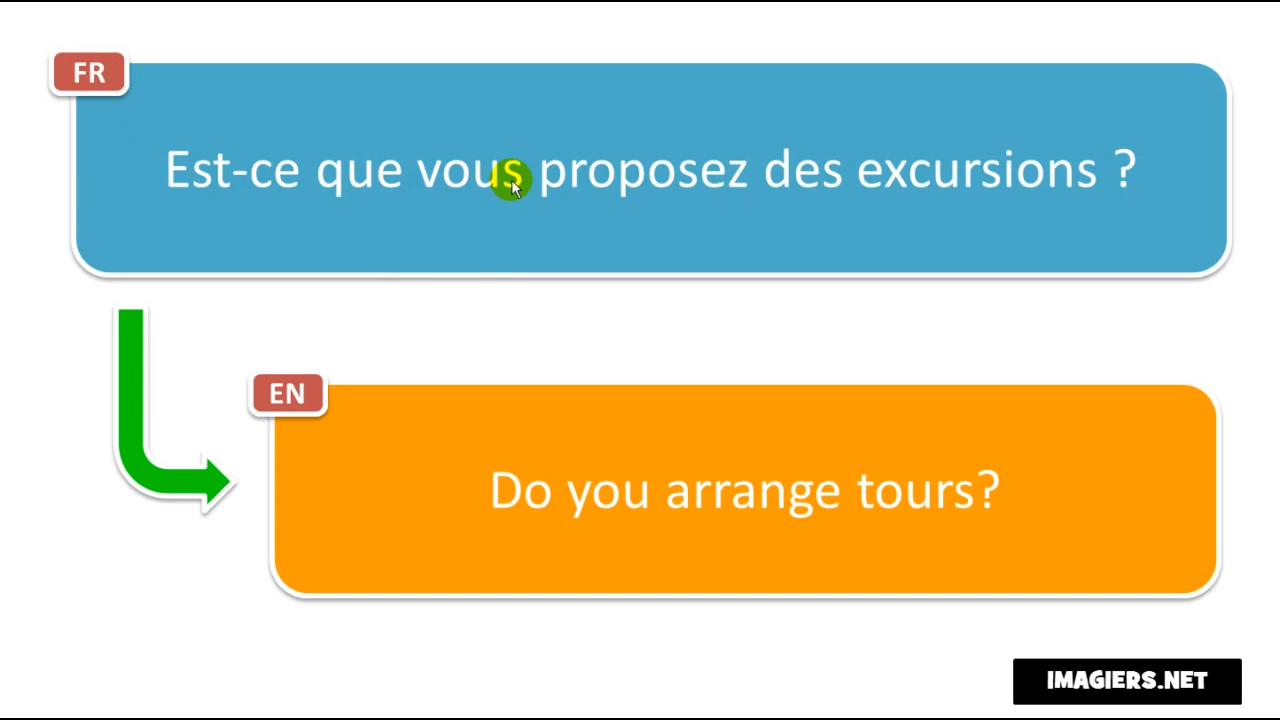 FR
Est-ce que vous proposez des excursions ?
EN
Do you arrange tours?
IMAGIERS.NET